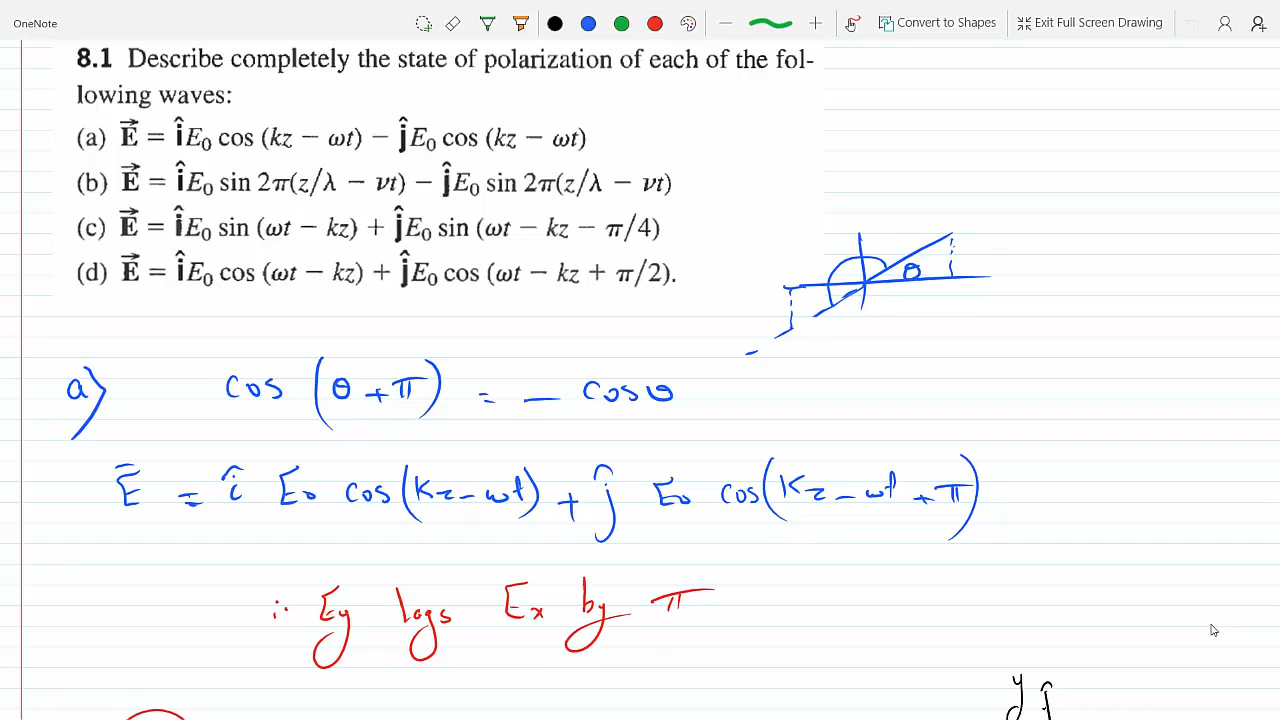 OneNote
Convert to Shapes
Exit Full Screen Drawing
8.1 Describe completely the state of polarization of each of the fol-
lowing waves:
(a) E⃗ = îE₀ cos (kz − ωt) − ĵE₀ cos (kz − ωt)
(b) E⃗ = îE₀ sin 2π(z/λ − νt) − ĵE₀ sin 2π(z/λ − νt)
(c) E⃗ = îE₀ sin (ωt − kz) + ĵE₀ sin (ωt − kz − π/4)
(d) E⃗ = îE₀ cos (ωt − kz) + ĵE₀ cos (ωt − kz + π/2).
θ
a) cos (θ + π) = − cosθ
E̅ = î E₀ cos(kz − ωt) + ĵ E₀ cos(kz − ωt + π)
∴ Ey lags Ex by π
y ĵ